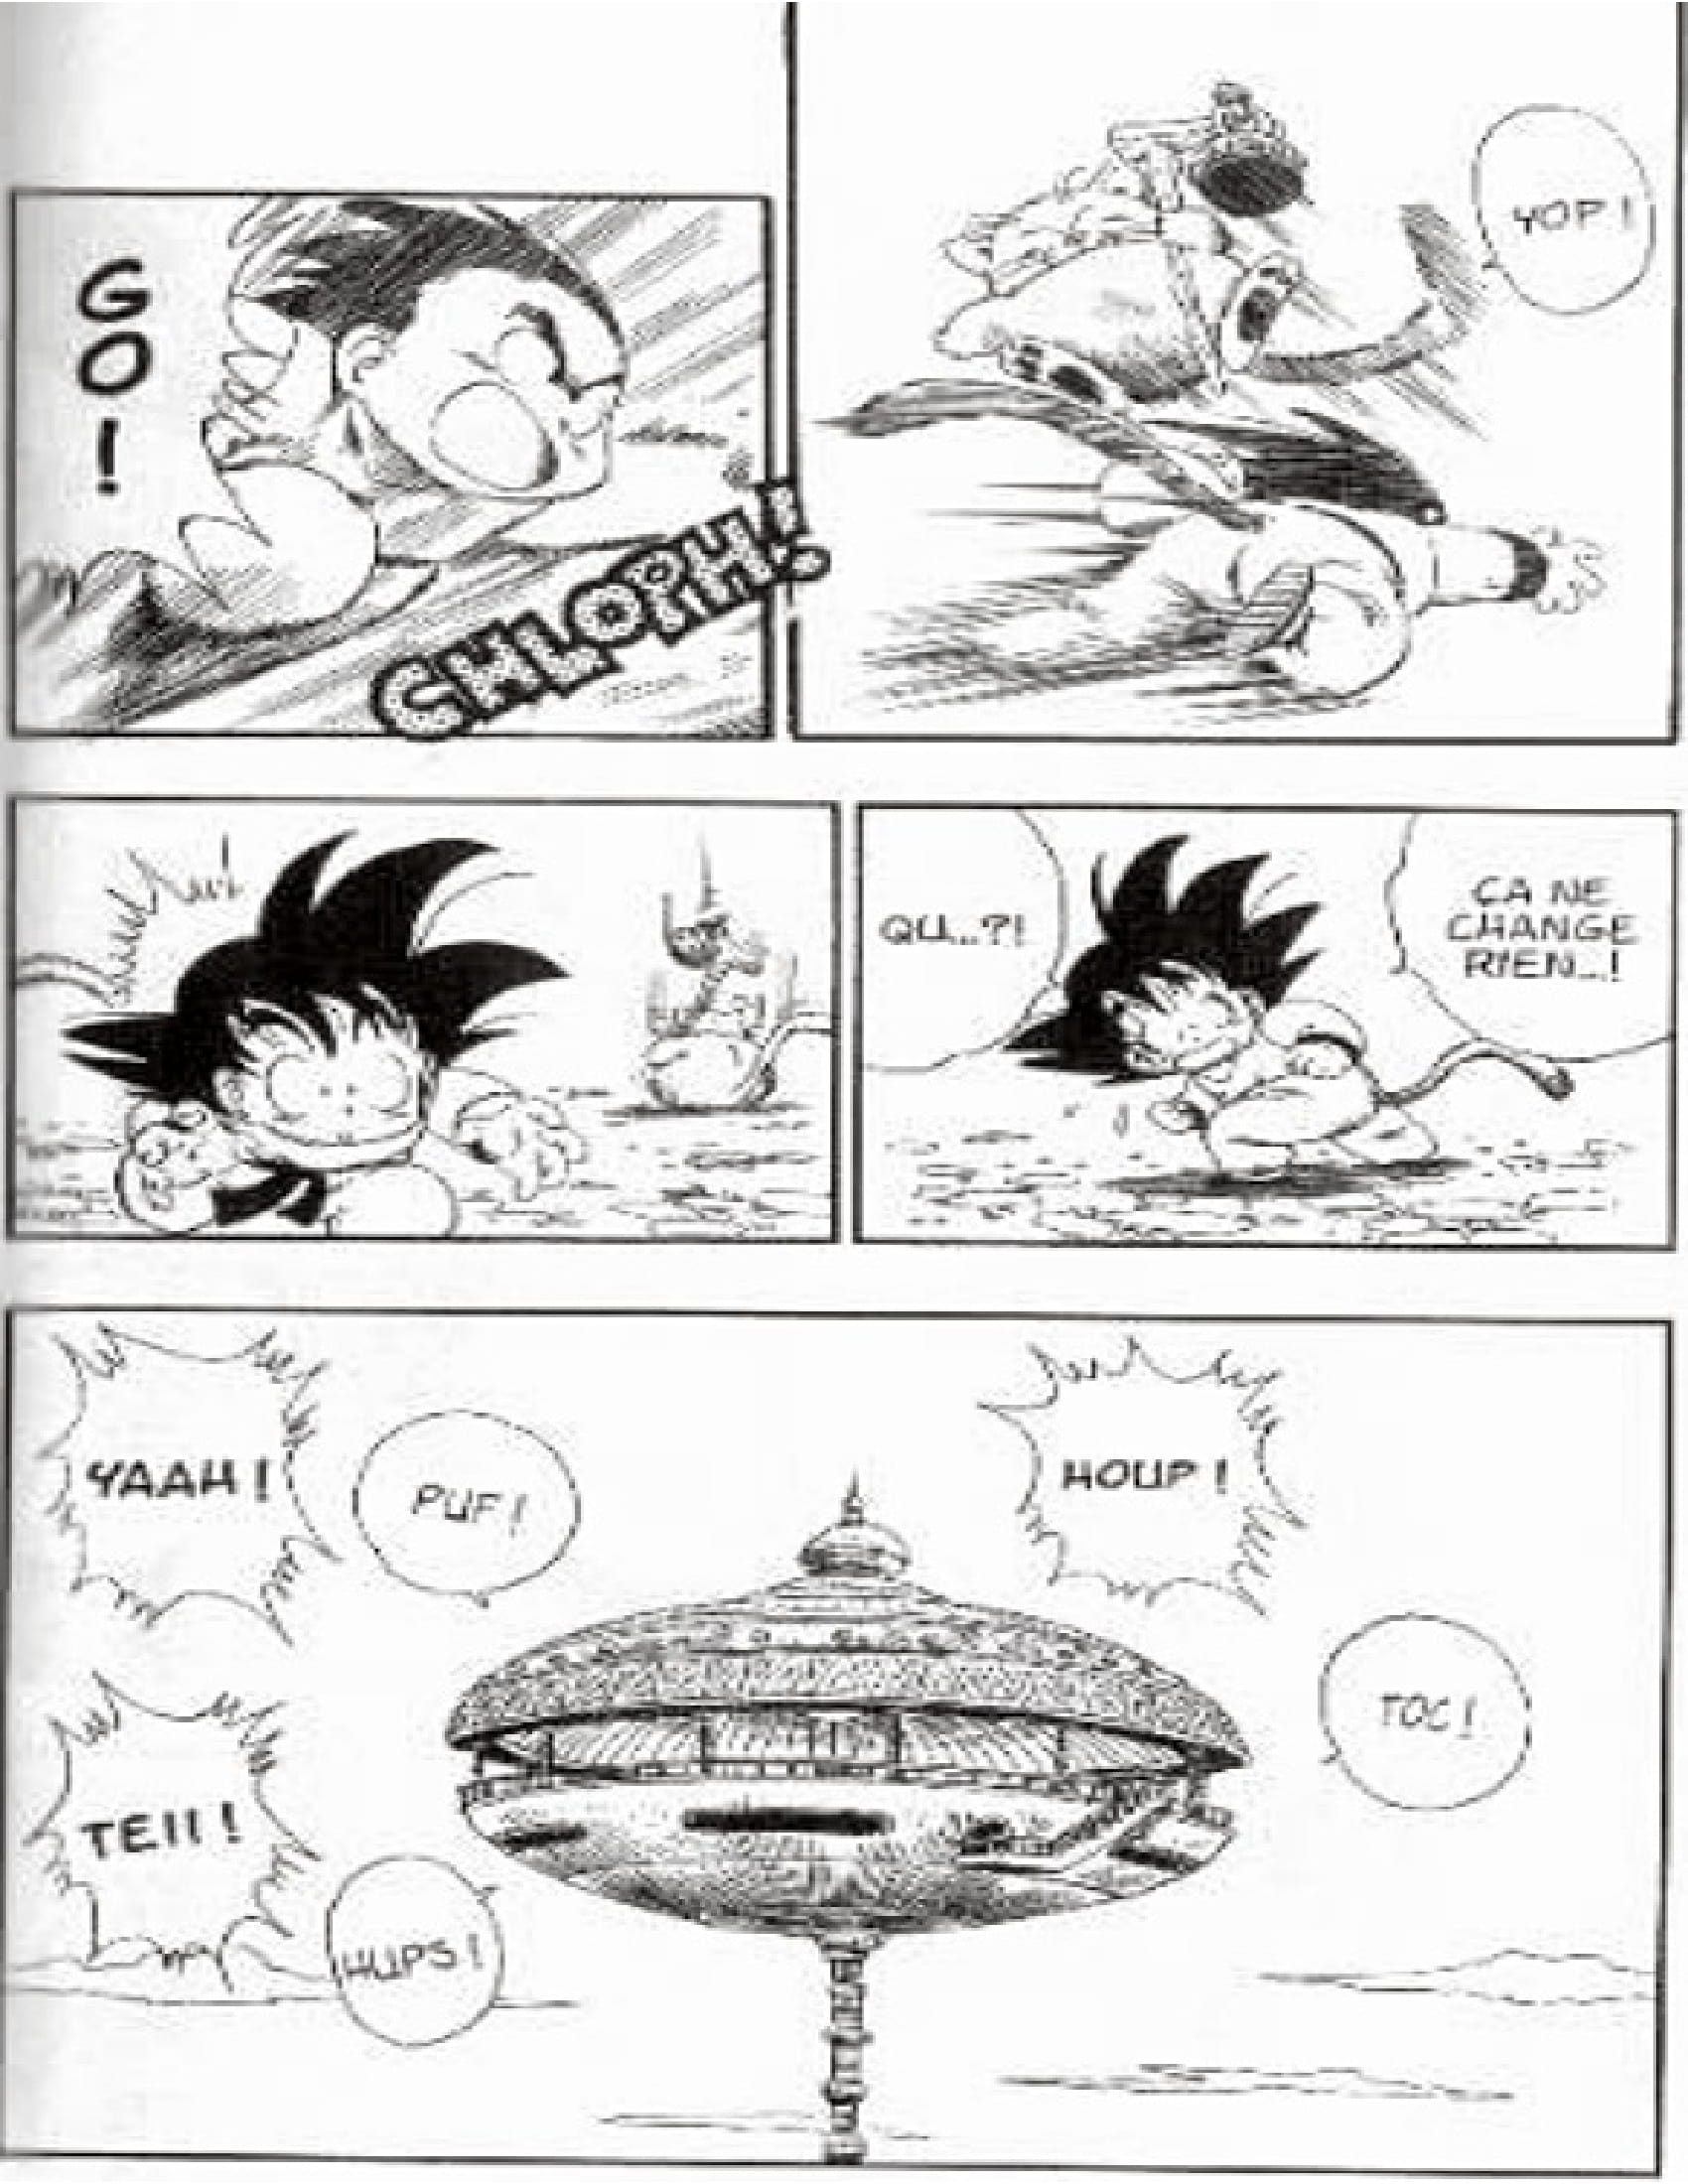 GO!
CHLOPH!
YOP!
QU...?!
ÇA NE
CHANGE
RIEN...!
YAAH!
PUF!
HOUP!
TOC!
TEII!
HUPS!